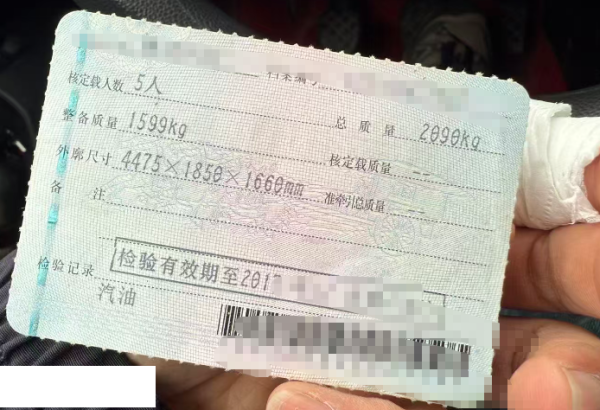 核定载人数 5人
总质量 2090kg
整备质量 1599kg
核定载质量 --
外廓尺寸 4475×1850×1660mm
准牵引总质量 --
备注
检验记录 检验有效期至2017
汽油